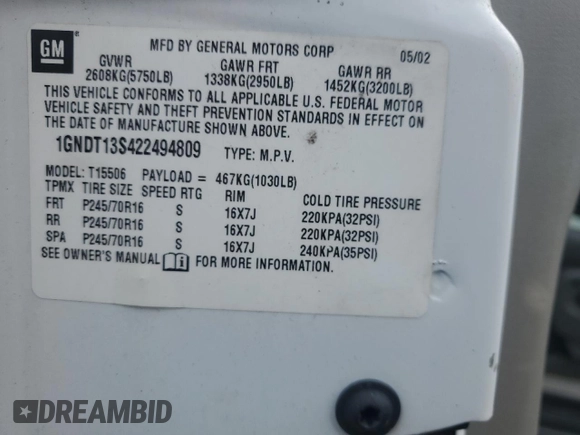 GM
MFD BY GENERAL MOTORS CORP 05/02
GVWR GAWR FRT GAWR RR
2608KG(5750LB) 1338KG(2950LB) 1452KG(3200LB)
THIS VEHICLE CONFORMS TO ALL APPLICABLE U.S. FEDERAL MOTOR
VEHICLE SAFETY AND THEFT PREVENTION STANDARDS IN EFFECT ON
THE DATE OF MANUFACTURE SHOWN ABOVE.
1GNDT13S422494809 TYPE: M.P.V.
MODEL: T15506 PAYLOAD = 467KG(1030LB)
TPMX TIRE SIZE SPEED RTG RIM COLD TIRE PRESSURE
FRT P245/70R16 S 16X7J 220KPA(32PSI)
RR P245/70R16 S 16X7J 220KPA(32PSI)
SPA P245/70R16 S 16X7J 240KPA(35PSI)
SEE OWNER'S MANUAL FOR MORE INFORMATION.
DREAMBID